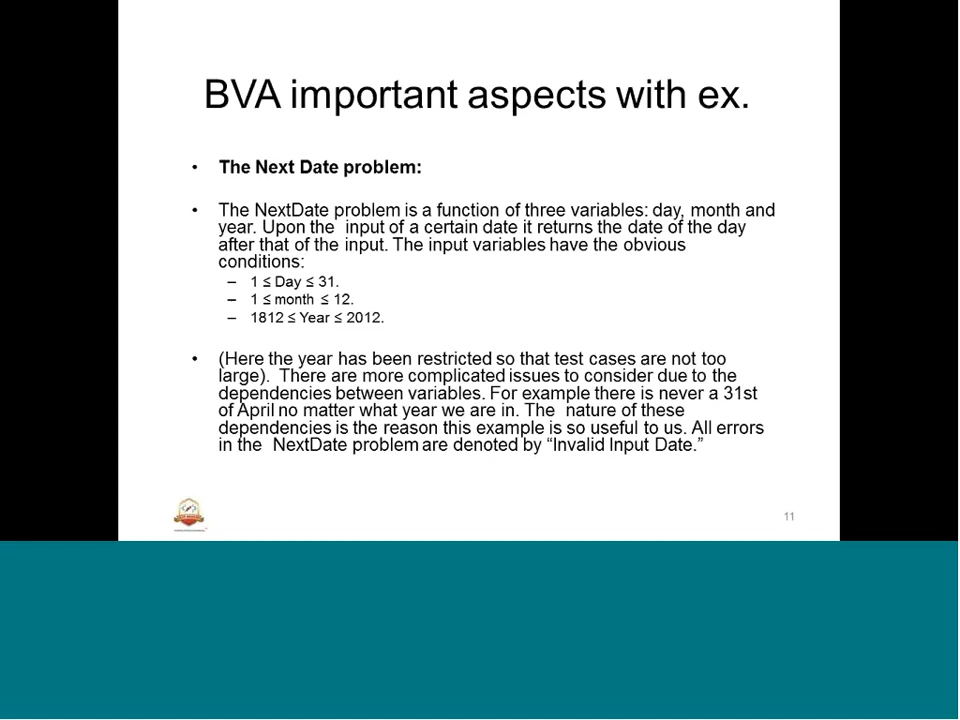 BVA important aspects with ex.
• The Next Date problem:
• The NextDate problem is a function of three variables: day, month and
year. Upon the input of a certain date it returns the date of the day
after that of the input. The input variables have the obvious
conditions:
– 1 ≤ Day ≤ 31.
– 1 ≤ month ≤ 12.
– 1812 ≤ Year ≤ 2012.
• (Here the year has been restricted so that test cases are not too
large). There are more complicated issues to consider due to the
dependencies between variables. For example there is never a 31st
of April no matter what year we are in. The nature of these
dependencies is the reason this example is so useful to us. All errors
in the NextDate problem are denoted by “Invalid Input Date.”
11